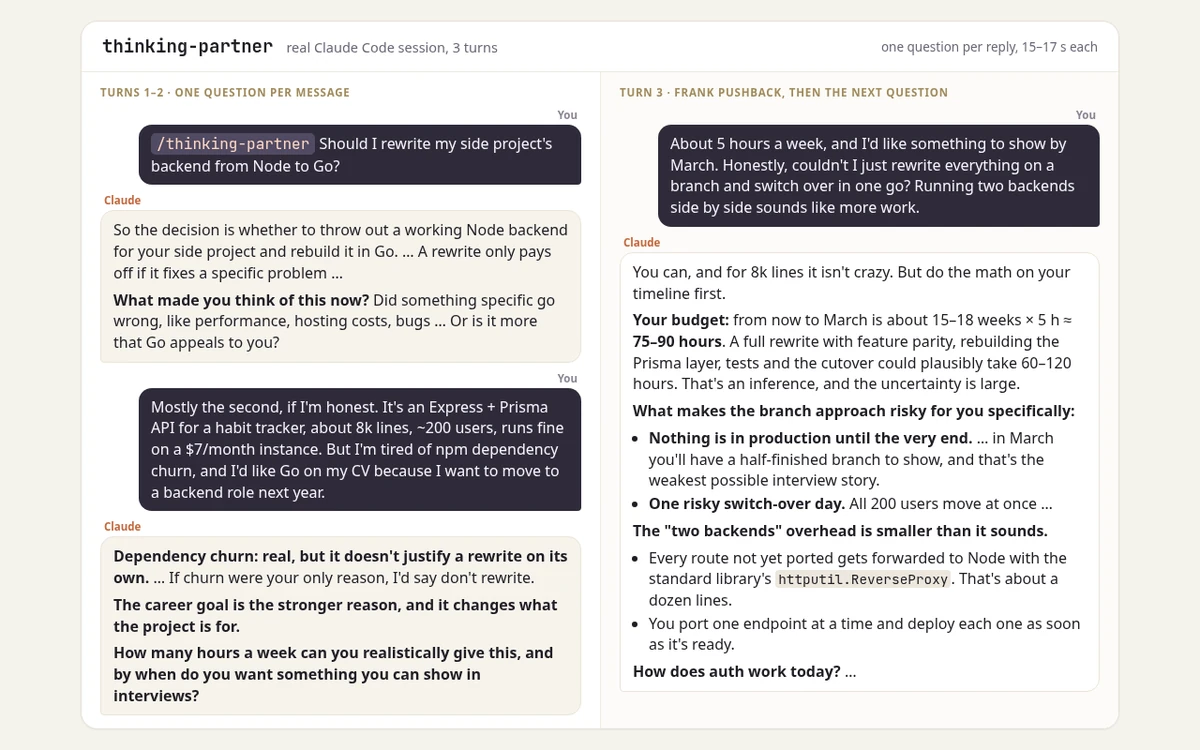 thinking-partner real Claude Code session, 3 turns
one question per reply, 15–17 s each
TURNS 1–2 · ONE QUESTION PER MESSAGE
You
/thinking-partner Should I rewrite my side project's
backend from Node to Go?
Claude
So the decision is whether to throw out a working Node backend
for your side project and rebuild it in Go. ... A rewrite only pays
off if it fixes a specific problem ...
What made you think of this now? Did something specific go
wrong, like performance, hosting costs, bugs ... Or is it more
that Go appeals to you?
You
Mostly the second, if I'm honest. It's an Express + Prisma
API for a habit tracker, about 8k lines, ~200 users, runs fine
on a $7/month instance. But I'm tired of npm dependency
churn, and I'd like Go on my CV because I want to move to
a backend role next year.
Claude
Dependency churn: real, but it doesn't justify a rewrite on its
own. ... If churn were your only reason, I'd say don't rewrite.
The career goal is the stronger reason, and it changes what
the project is for.
How many hours a week can you realistically give this, and
by when do you want something you can show in
interviews?
TURN 3 · FRANK PUSHBACK, THEN THE NEXT QUESTION
You
About 5 hours a week, and I'd like something to show by
March. Honestly, couldn't I just rewrite everything on a
branch and switch over in one go? Running two backends
side by side sounds like more work.
Claude
You can, and for 8k lines it isn't crazy. But do the math on your
timeline first.
Your budget: from now to March is about 15–18 weeks × 5 h ≈
75–90 hours. A full rewrite with feature parity, rebuilding the
Prisma layer, tests and the cutover could plausibly take 60–120
hours. That's an inference, and the uncertainty is large.
What makes the branch approach risky for you specifically:
• Nothing is in production until the very end. ... in March
you'll have a half-finished branch to show, and that's the
weakest possible interview story.
• One risky switch-over day. All 200 users move at once ...
The "two backends" overhead is smaller than it sounds.
• Every route not yet ported gets forwarded to Node with the
standard library's httputil.ReverseProxy. That's about a
dozen lines.
• You port one endpoint at a time and deploy each one as soon
as it's ready.
How does auth work today? ...